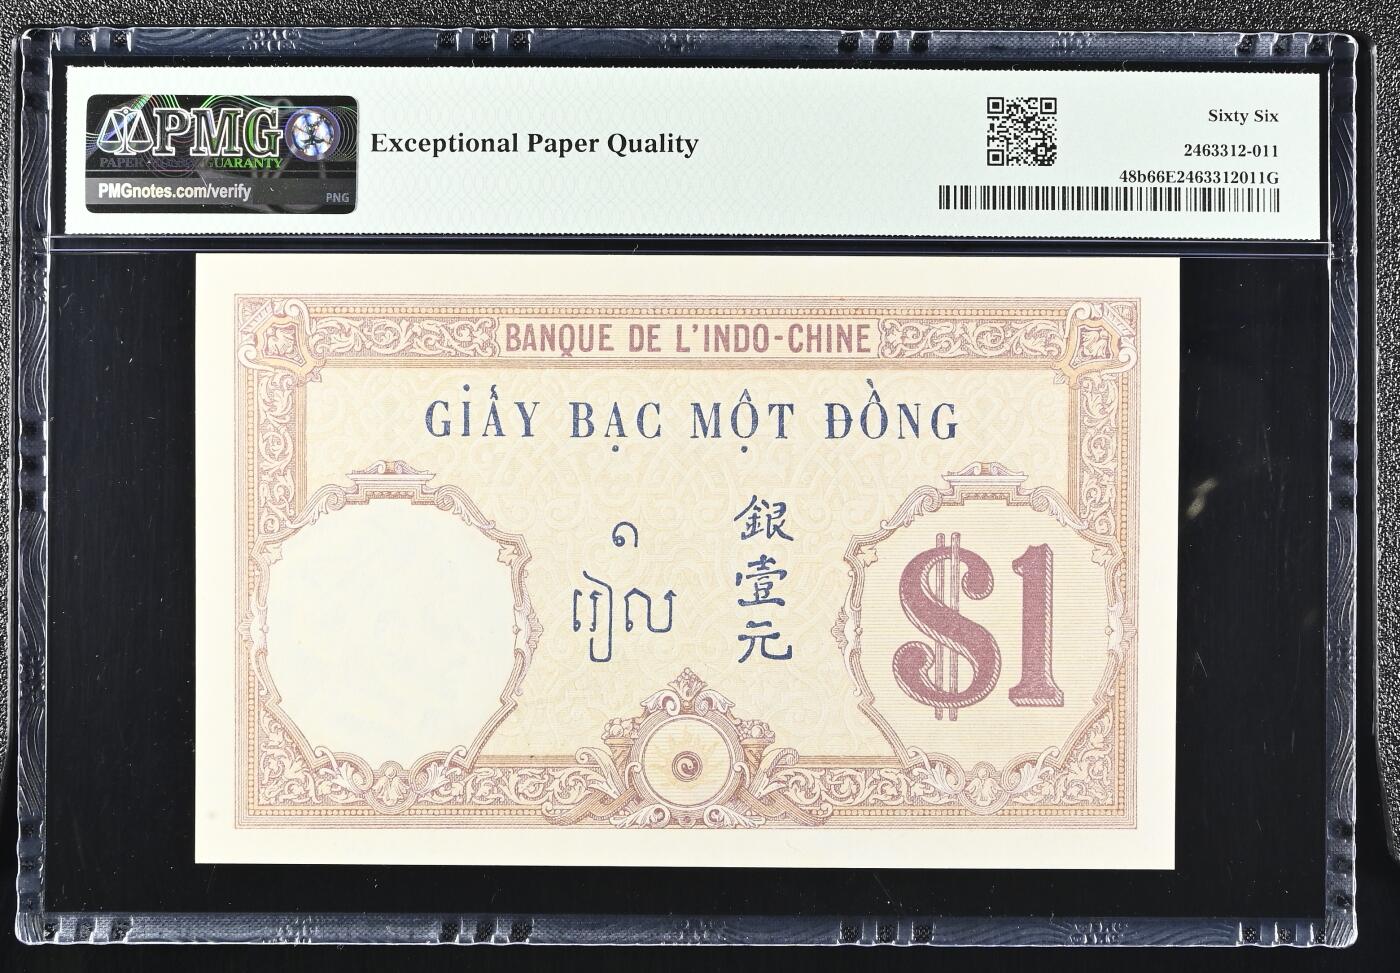 PMG
PAPER MONEY GUARANTY
PMGnotes.com/verify
PNG
Exceptional Paper Quality
Sixty Six
2463312-011
48b66E2463312011G
BANQUE DE L'INDO-CHINE
GIẤY BẠC MỘT ĐỒNG
១
រៀល
銀壹元
$1